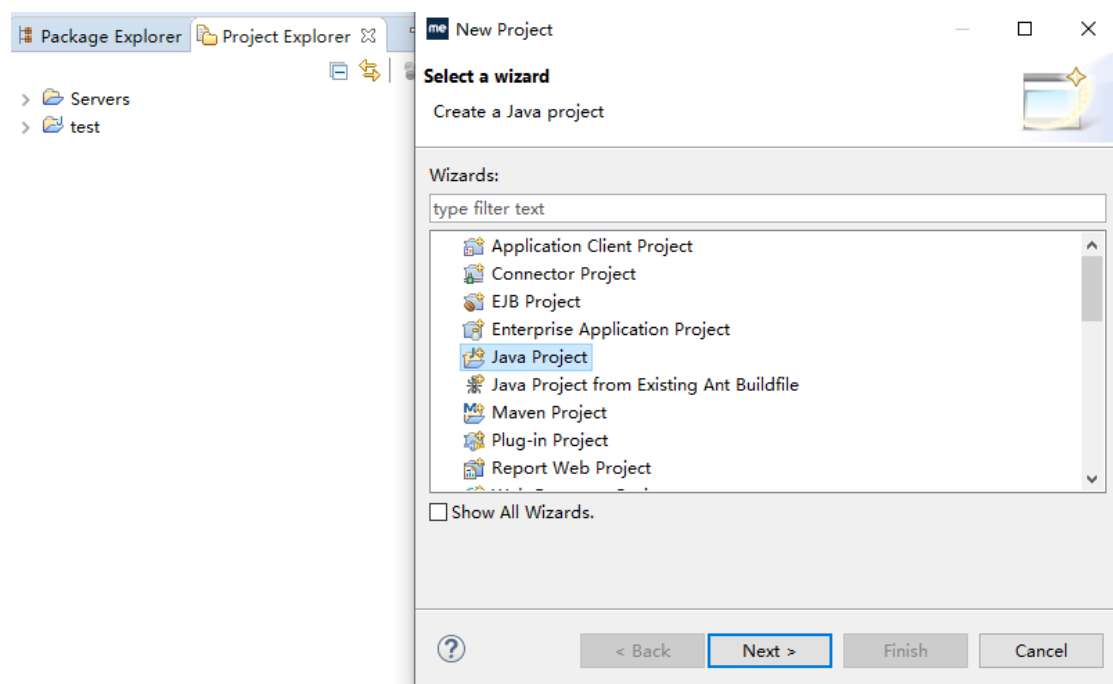 Package Explorer
Project Explorer
Servers
test
me New Project
Select a wizard
Create a Java project
Wizards:
type filter text
Application Client Project
Connector Project
EJB Project
Enterprise Application Project
Java Project
Java Project from Existing Ant Buildfile
Maven Project
Plug-in Project
Report Web Project
Show All Wizards.
? < Back Next > Finish Cancel